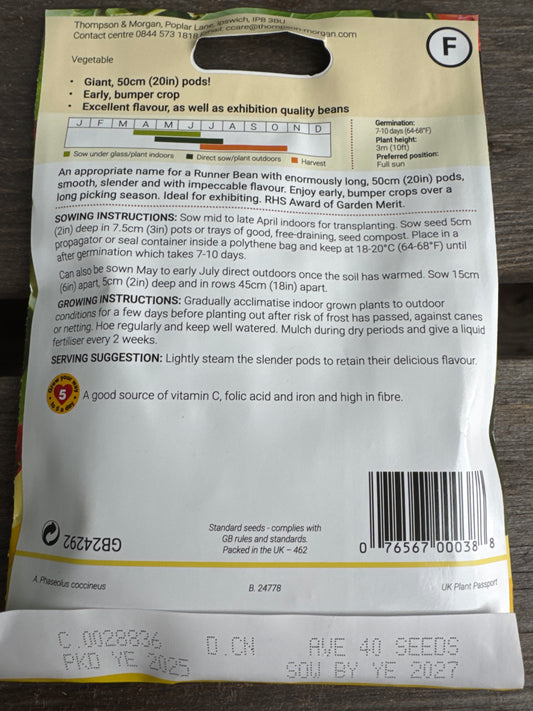 Thompson & Morgan, Poplar Lane, Ipswich, IP8 3BU
Contact centre 0844 573 1818 Email: ccare@thompson-morgan.com
F
Vegetable
• Giant, 50cm (20in) pods!
• Early, bumper crop
• Excellent flavour, as well as exhibition quality beans
J F M A M J J A S O N D
Sow under glass/plant indoors Direct sow/plant outdoors Harvest
Germination:
7-10 days (64-68°F)
Plant height:
3m (10ft)
Preferred position:
Full sun
An appropriate name for a Runner Bean with enormously long, 50cm (20in) pods,
smooth, slender and with impeccable flavour. Enjoy early, bumper crops over a
long picking season. Ideal for exhibiting. RHS Award of Garden Merit.
SOWING INSTRUCTIONS: Sow mid to late April indoors for transplanting. Sow seed 5cm
(2in) deep in 7.5cm (3in) pots or trays of good, free-draining, seed compost. Place in a
propagator or seal container inside a polythene bag and keep at 18-20°C (64-68°F) until
after germination which takes 7-10 days.
Can also be sown May to early July direct outdoors once the soil has warmed. Sow 15cm
(6in) apart, 5cm (2in) deep and in rows 45cm (18in) apart.
GROWING INSTRUCTIONS: Gradually acclimatise indoor grown plants to outdoor
conditions for a few days before planting out after risk of frost has passed, against canes
or netting. Hoe regularly and keep well watered. Mulch during dry periods and give a liquid
fertiliser every 2 weeks.
SERVING SUGGESTION: Lightly steam the slender pods to retain their delicious flavour.
Grow your way to 5 a day
5
A good source of vitamin C, folic acid and iron and high in fibre.
GB24292
Standard seeds - complies with
GB rules and standards.
Packed in the UK – 462
0 76567 00038 8
A. Phaseolus coccineus
B. 24778
UK Plant Passport
C.0028836 D.CN AVE 40 SEEDS
PKD YE 2025 SOW BY YE 2027